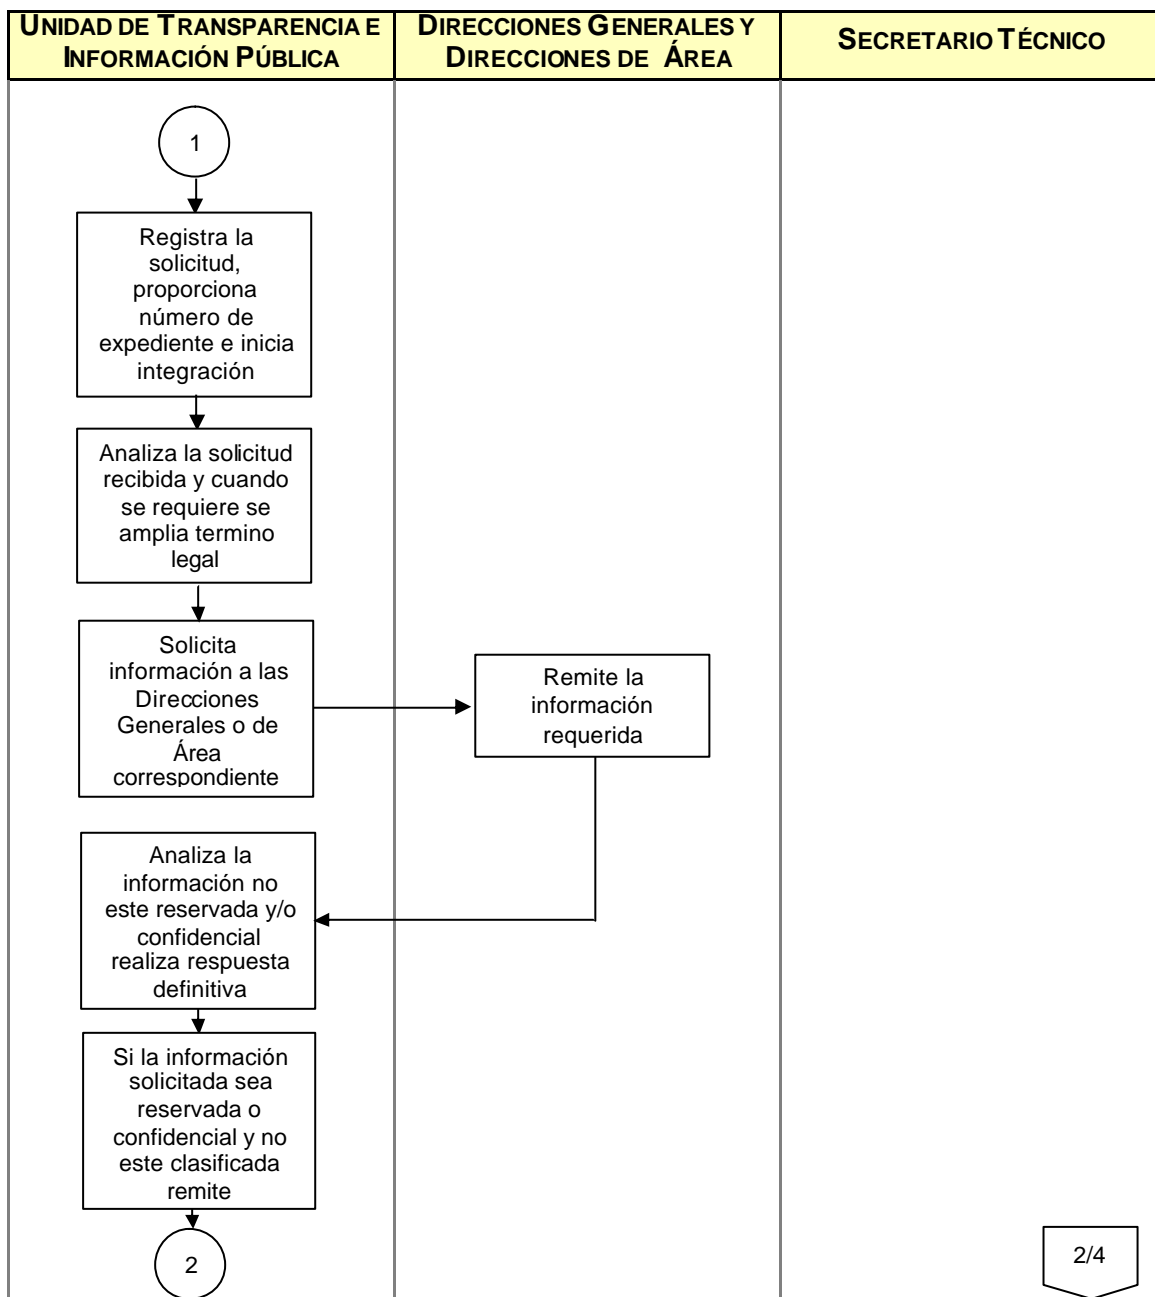 UNIDAD DE TRANSPARENCIA E
INFORMACIÓN PÚBLICA
DIRECCIONES GENERALES Y
DIRECCIONES DE ÁREA
SECRETARIO TÉCNICO
1
Registra la
solicitud,
proporciona
número de
expediente e inicia
integración
Analiza la solicitud
recibida y cuando
se requiere se
amplia termino
legal
Solicita
información a las
Direcciones
Generales o de
Área
correspondiente
Remite la
información
requerida
Analiza la
información no
este reservada y/o
confidencial
realiza respuesta
definitiva
Si la información
solicitada sea
reservada o
confidencial y no
este clasificada
remite
2
2/4